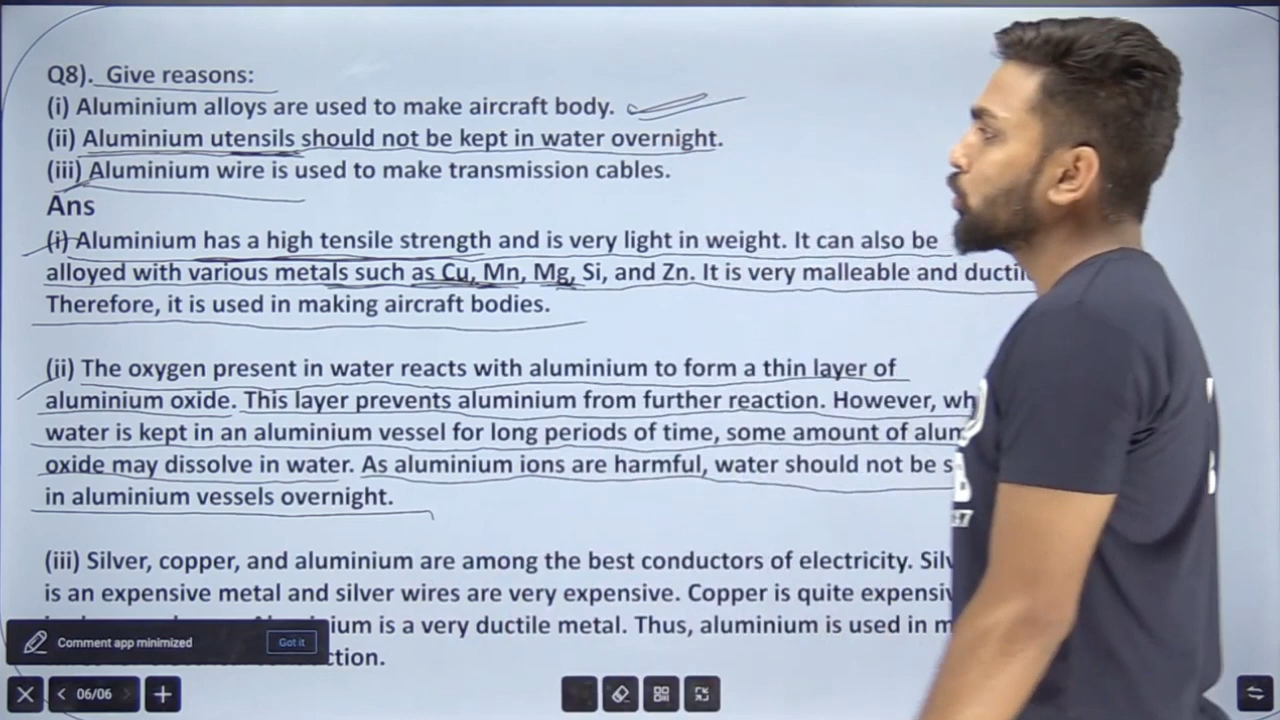 Q8). Give reasons:
(i) Aluminium alloys are used to make aircraft body.
(ii) Aluminium utensils should not be kept in water overnight.
(iii) Aluminium wire is used to make transmission cables.
Ans
(i) Aluminium has a high tensile strength and is very light in weight. It can also be
alloyed with various metals such as Cu, Mn, Mg, Si, and Zn. It is very malleable and
Therefore, it is used in making aircraft bodies.
(ii) The oxygen present in water reacts with aluminium to form a thin layer of
aluminium oxide. This layer prevents aluminium from further reaction. However,
water is kept in an aluminium vessel for long periods of time, some amount of
oxide may dissolve in water. As aluminium ions are harmful, water should not be
in aluminium vessels overnight.
(iii) Silver, copper, and aluminium are among the best conductors of electricity.
is an expensive metal and silver wires are very expensive. Copper is quite
is a very ductile metal. Thus, aluminium is used in
Comment app minimized
Got it
06/06